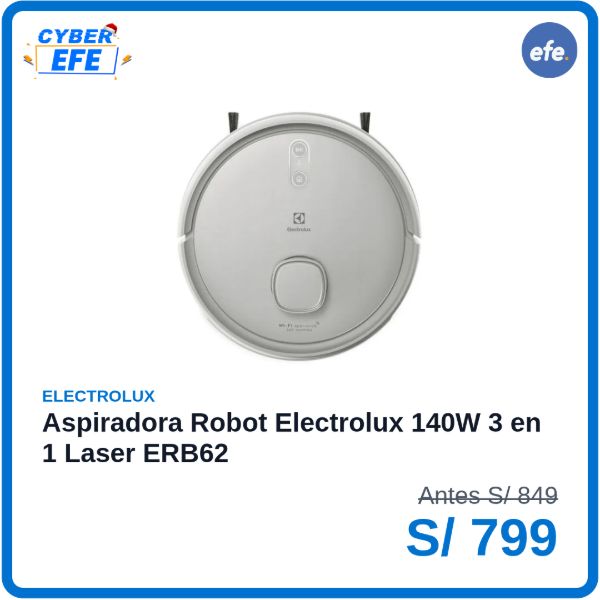 CYBER
EFE
efe.
Electrolux
ELECTROLUX
Aspiradora Robot Electrolux 140W 3 en
1 Laser ERB62
Antes S/ 849
S/ 799